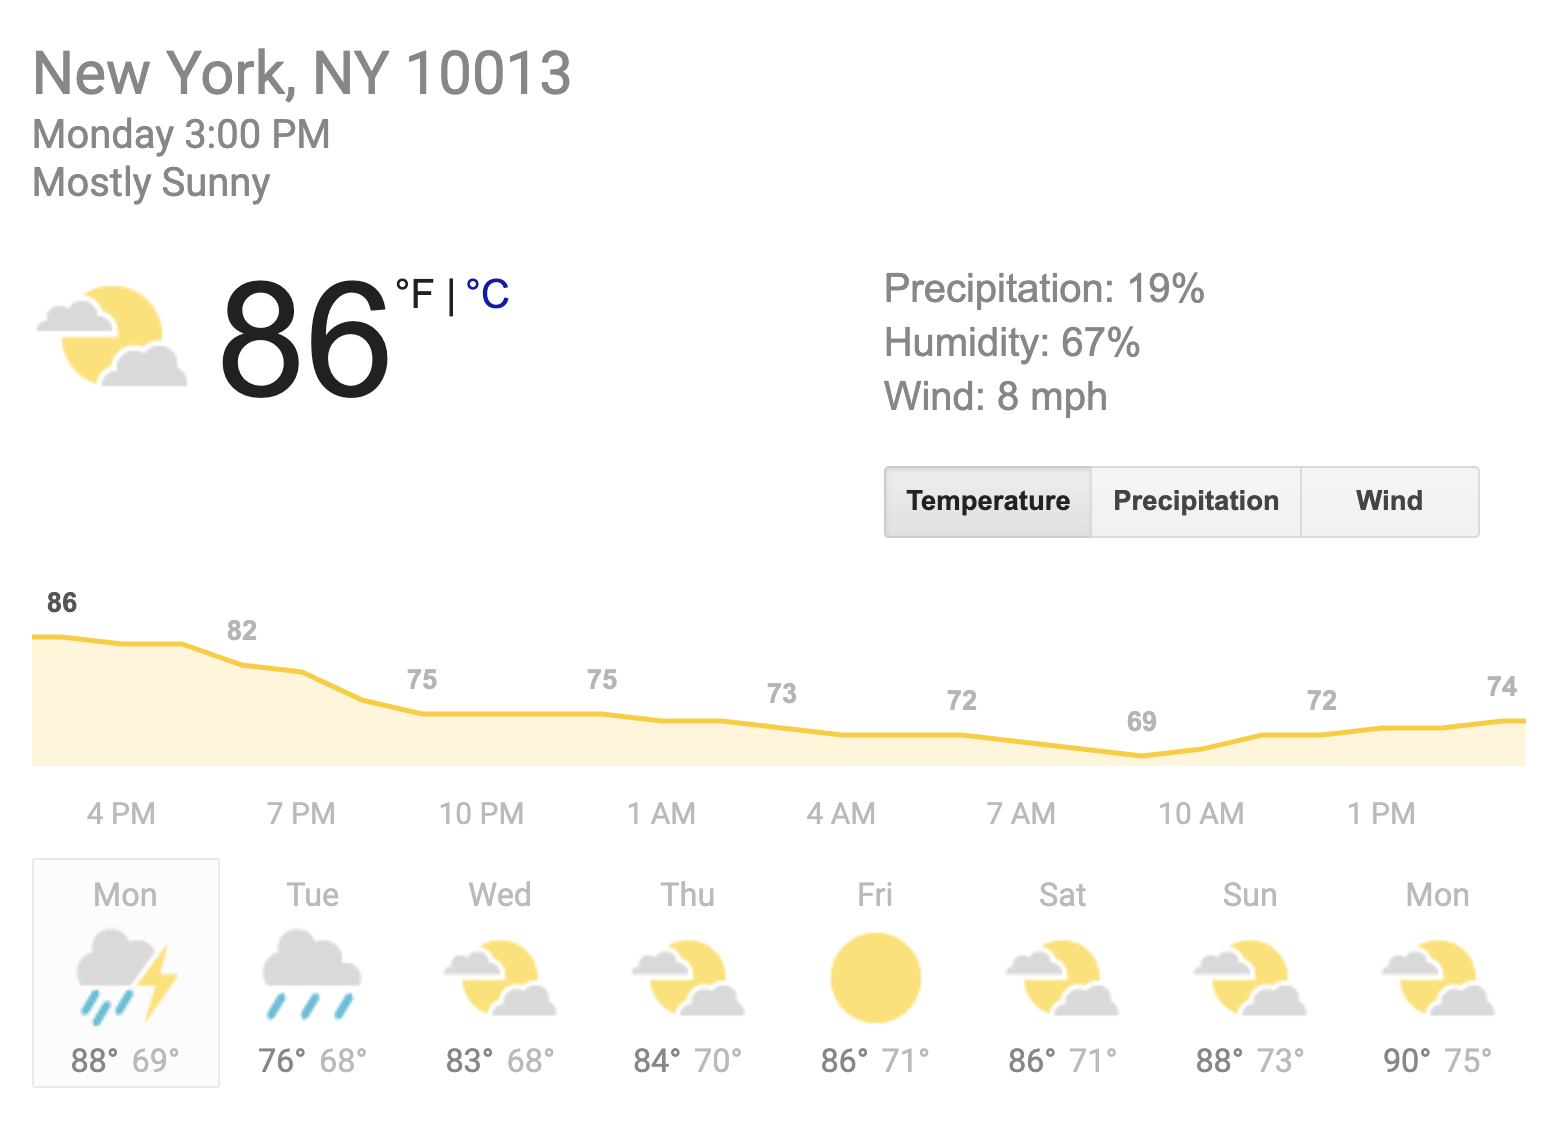 New York, NY 10013
Monday 3:00 PM
Mostly Sunny
86 °F | °C
Precipitation: 19%
Humidity: 67%
Wind: 8 mph
Temperature Precipitation Wind
86 82 75 75 73 72 69 72 74
4 PM 7 PM 10 PM 1 AM 4 AM 7 AM 10 AM 1 PM
Mon Tue Wed Thu Fri Sat Sun Mon
88° 69° 76° 68° 83° 68° 84° 70° 86° 71° 86° 71° 88° 73° 90° 75°